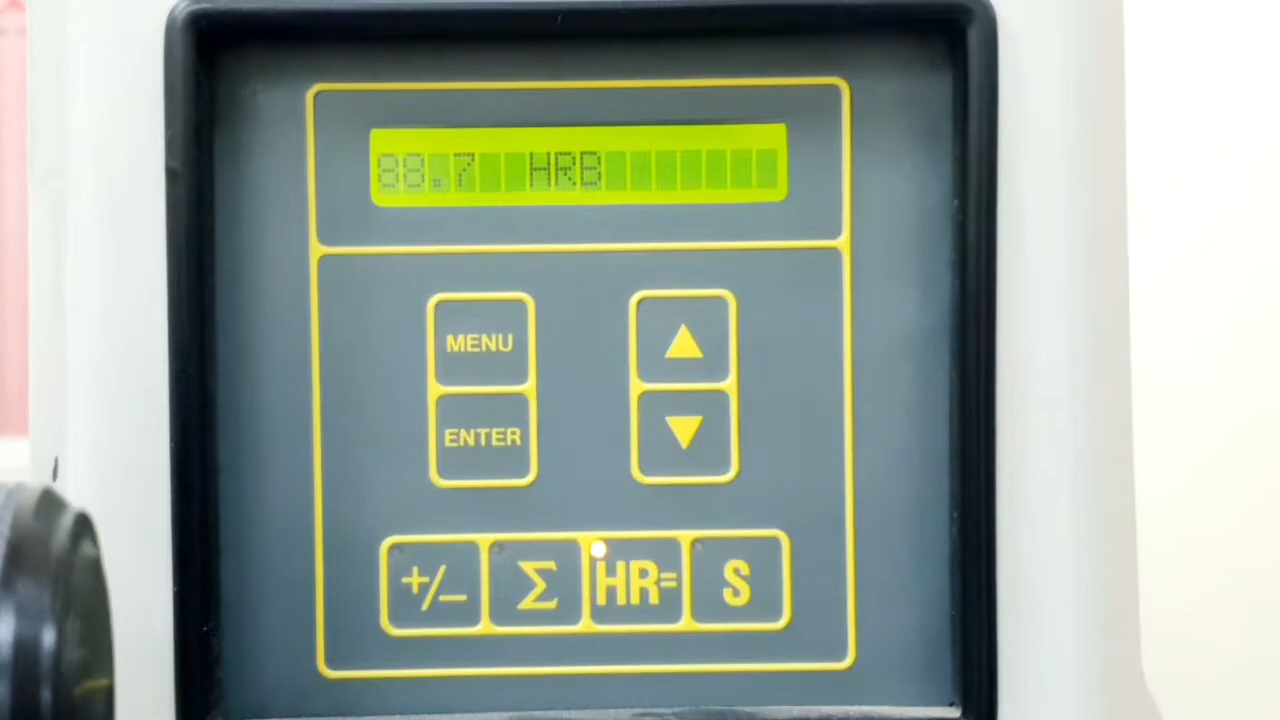 88.7 HRB
MENU
ENTER
+/− Σ HR= S